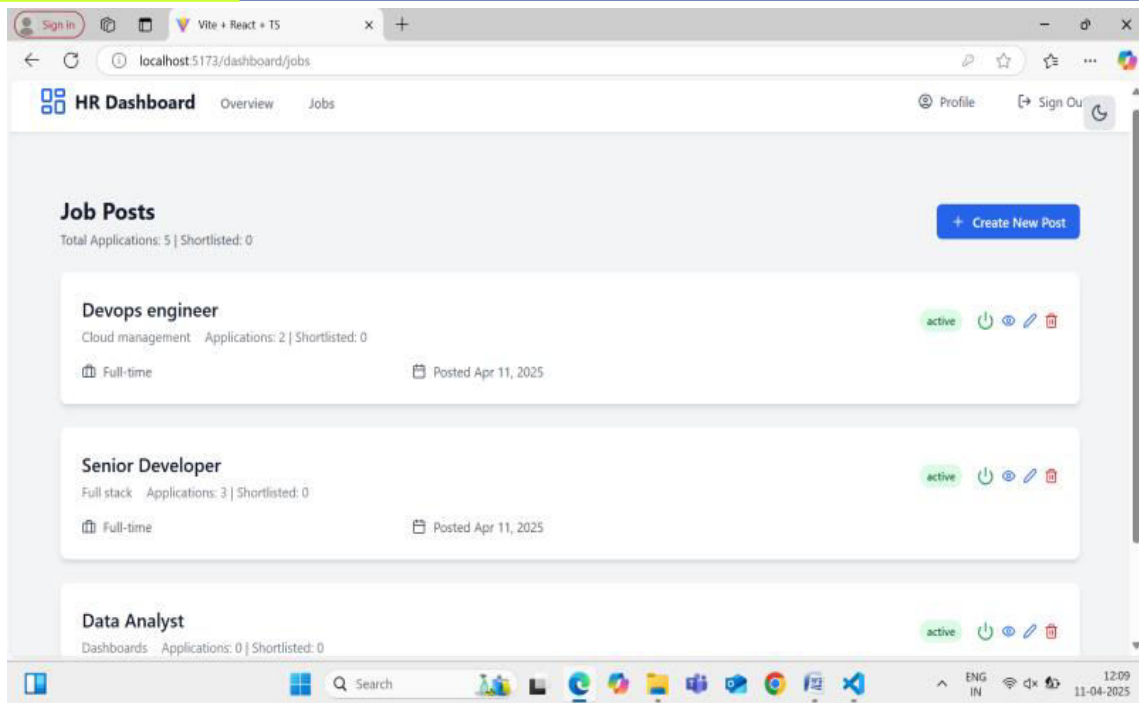 Sign in
Vite + React + TS
localhost:5173/dashboard/jobs
HR Dashboard Overview Jobs Profile Sign Ou
Job Posts
Create New Post
Total Applications: 5 | Shortlisted: 0
Devops engineer
active
Cloud management Applications: 2 | Shortlisted: 0
Full-time Posted Apr 11, 2025
Senior Developer
active
Full stack Applications: 3 | Shortlisted: 0
Full-time Posted Apr 11, 2025
Data Analyst
active
Dashboards Applications: 0 | Shortlisted: 0
Search
ENG
IN
12:09
11-04-2025